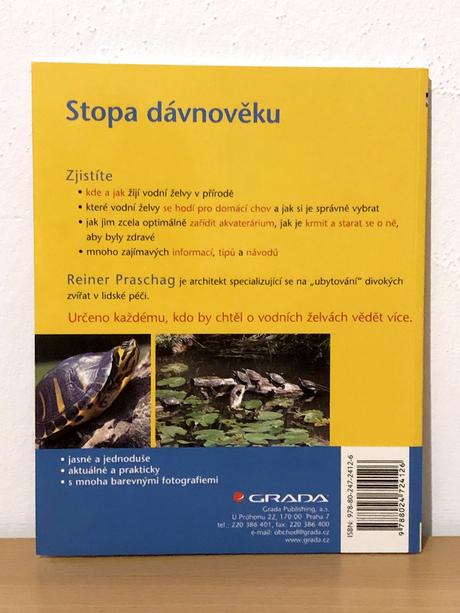 Stopa dávnověku
Zjistíte
• kde a jak žijí vodní želvy v přírodě
• které vodní želvy se hodí pro domácí chov a jak si je správně vybrat
• jak jim zcela optimálně zařídit akvaterárium, jak je krmit a starat se o ně,
aby byly zdravé
• mnoho zajímavých informací, tipů a návodů
Reiner Praschag je architekt specializující se na „ubytování" divokých
zvířat v lidské péči.
Určeno každému, kdo by chtěl o vodních želvách vědět více.
• jasně a jednoduše
• aktuálně a prakticky
• s mnoha barevnými fotografiemi
GRADA
Grada Publishing, a.s.
U Průhonu 22, 170 00 Praha 7
tel.: 220 386 401, fax: 220 386 400
e-mail: obchod@grada.cz
www.grada.cz
ISBN: 978-80-247-2412-6
9 788024 724126